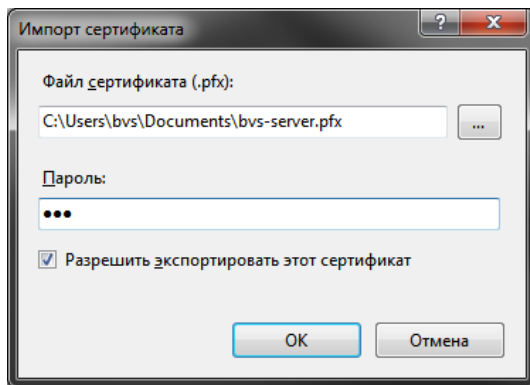 Импорт сертификата
?
Файл сертификата (.pfx):
C:\Users\bvs\Documents\bvs-server.pfx
...
Пароль:
●●●
Разрешить экспортировать этот сертификат
OK
Отмена